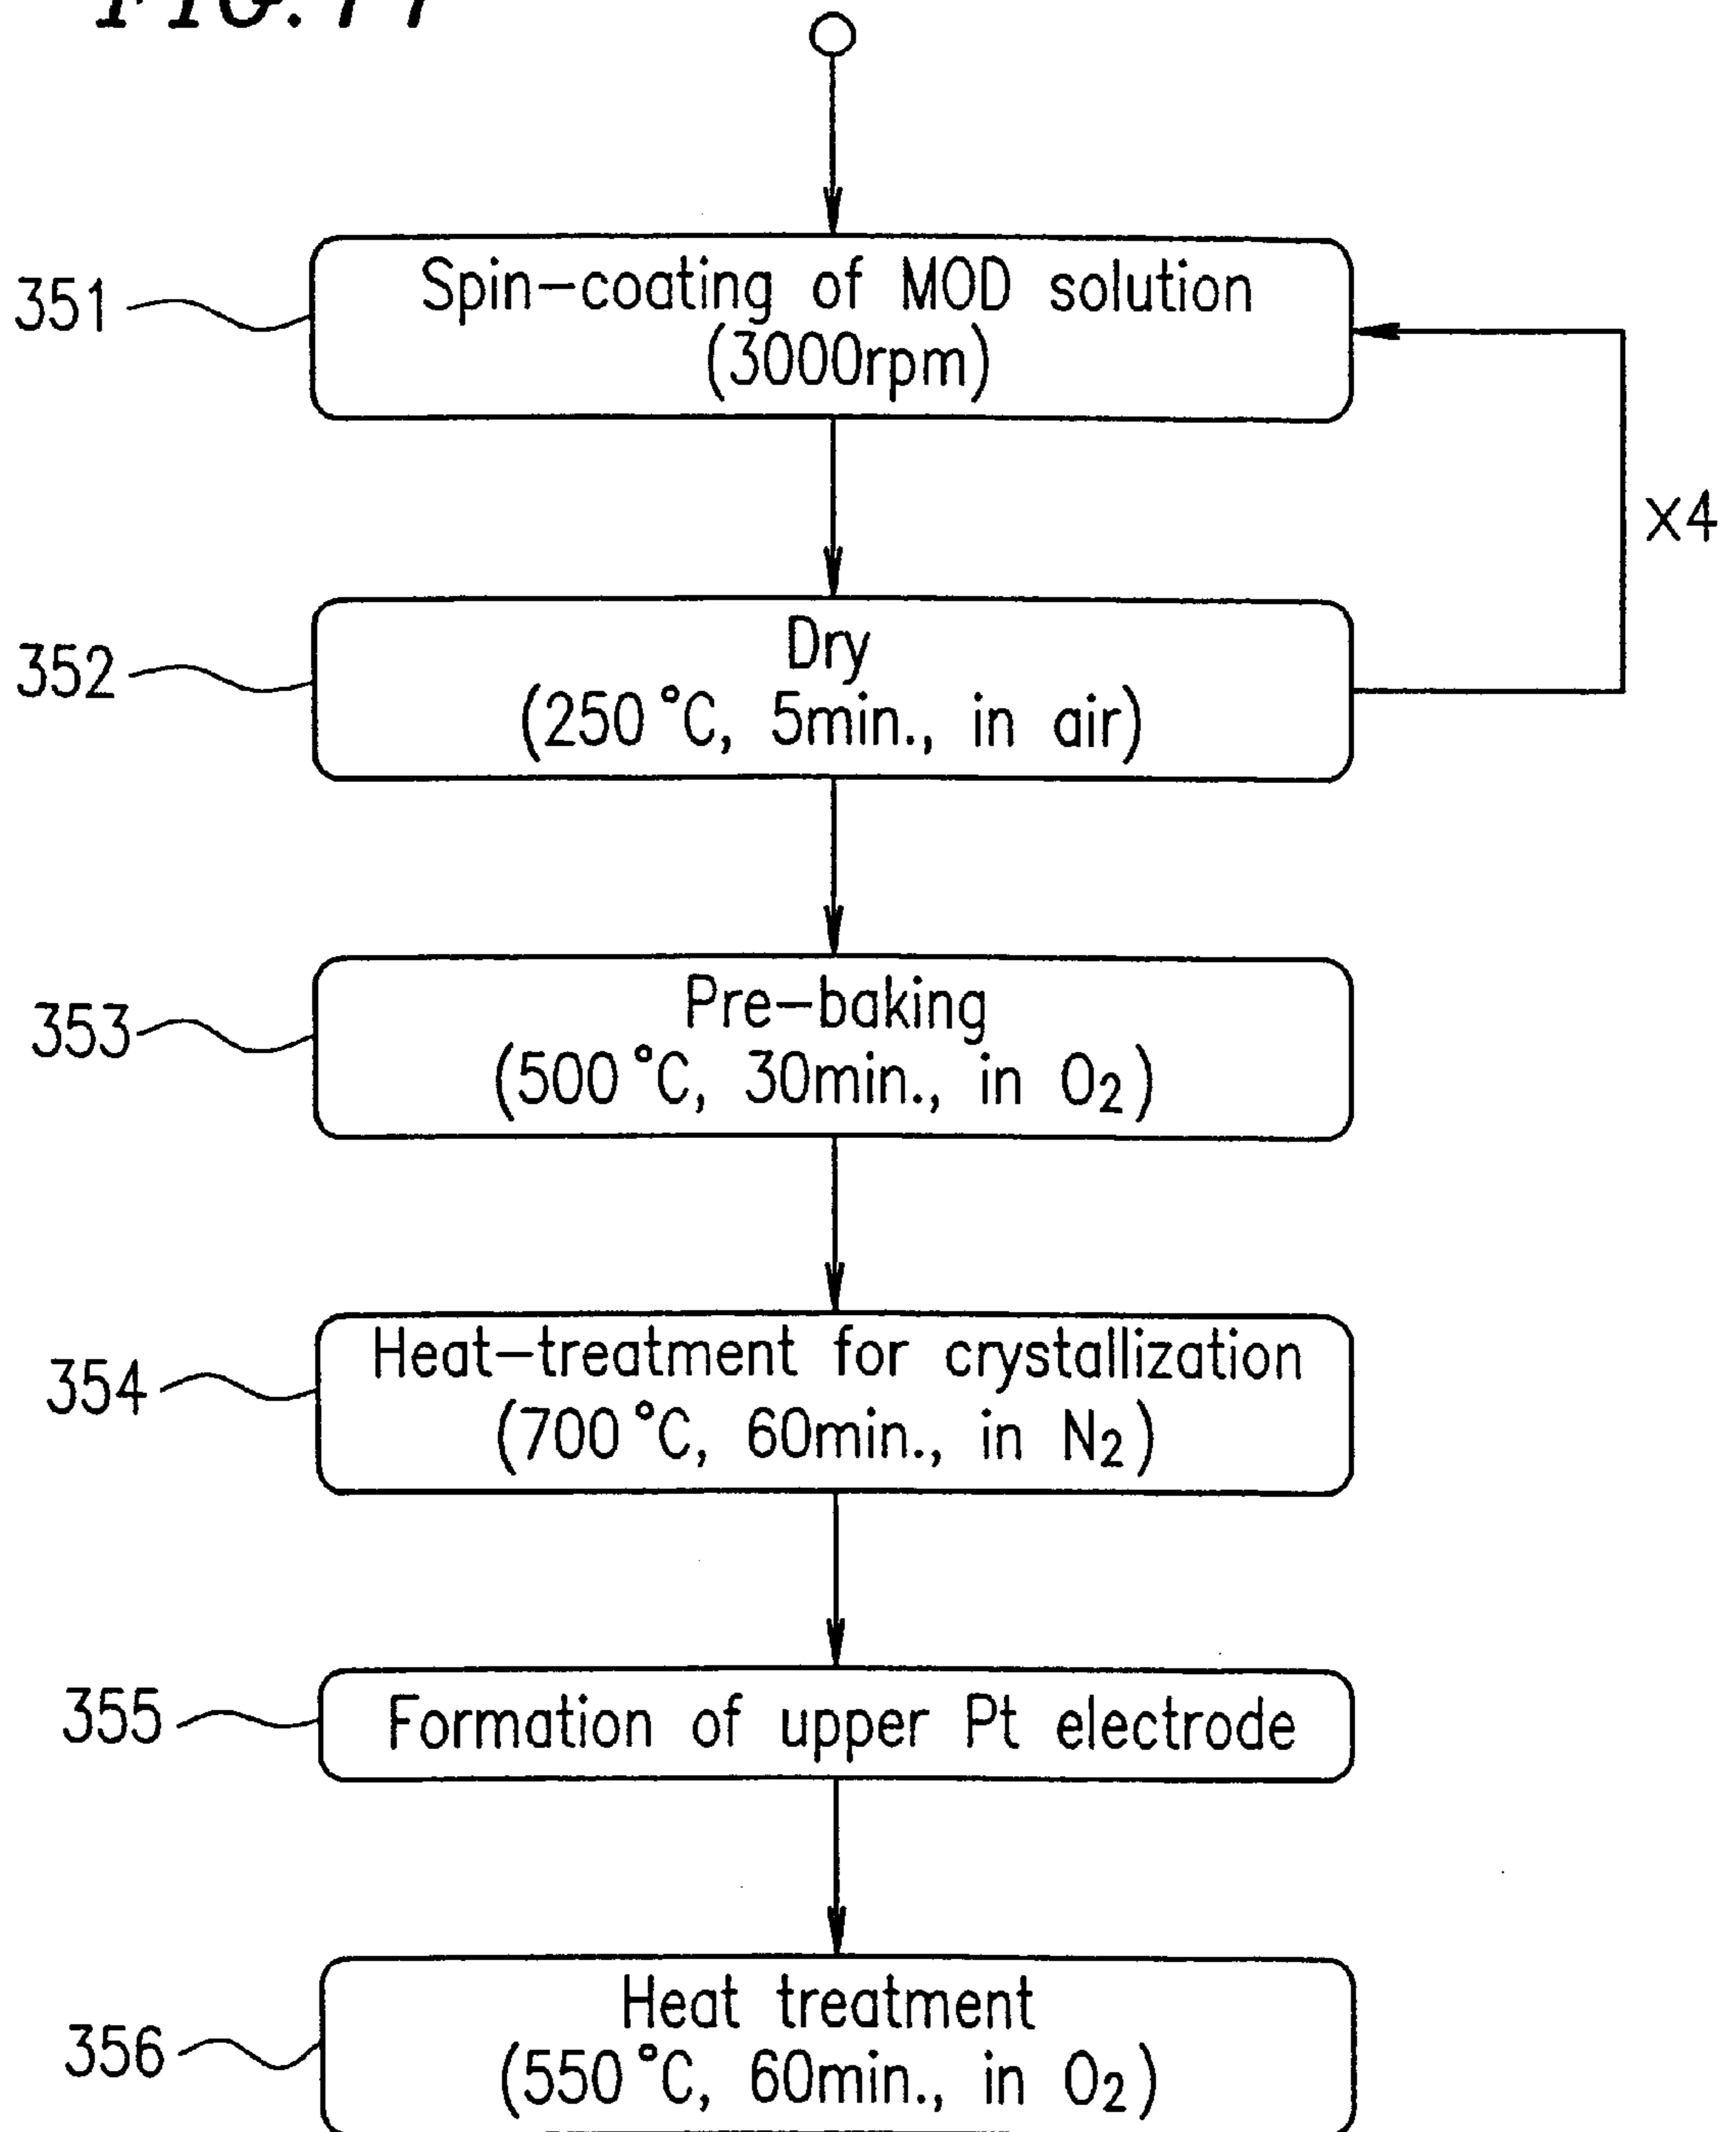 FIG.
351
Spin-coating of MOD solution
(3000rpm)
X4
352
Dry
(250°C, 5min., in air)
353
Pre-baking
(500°C, 30min., in O₂)
354
Heat-treatment for crystallization
(700°C, 60min., in N₂)
355
Formation of upper Pt electrode
356
Heat treatment
(550°C, 60min., in O₂)